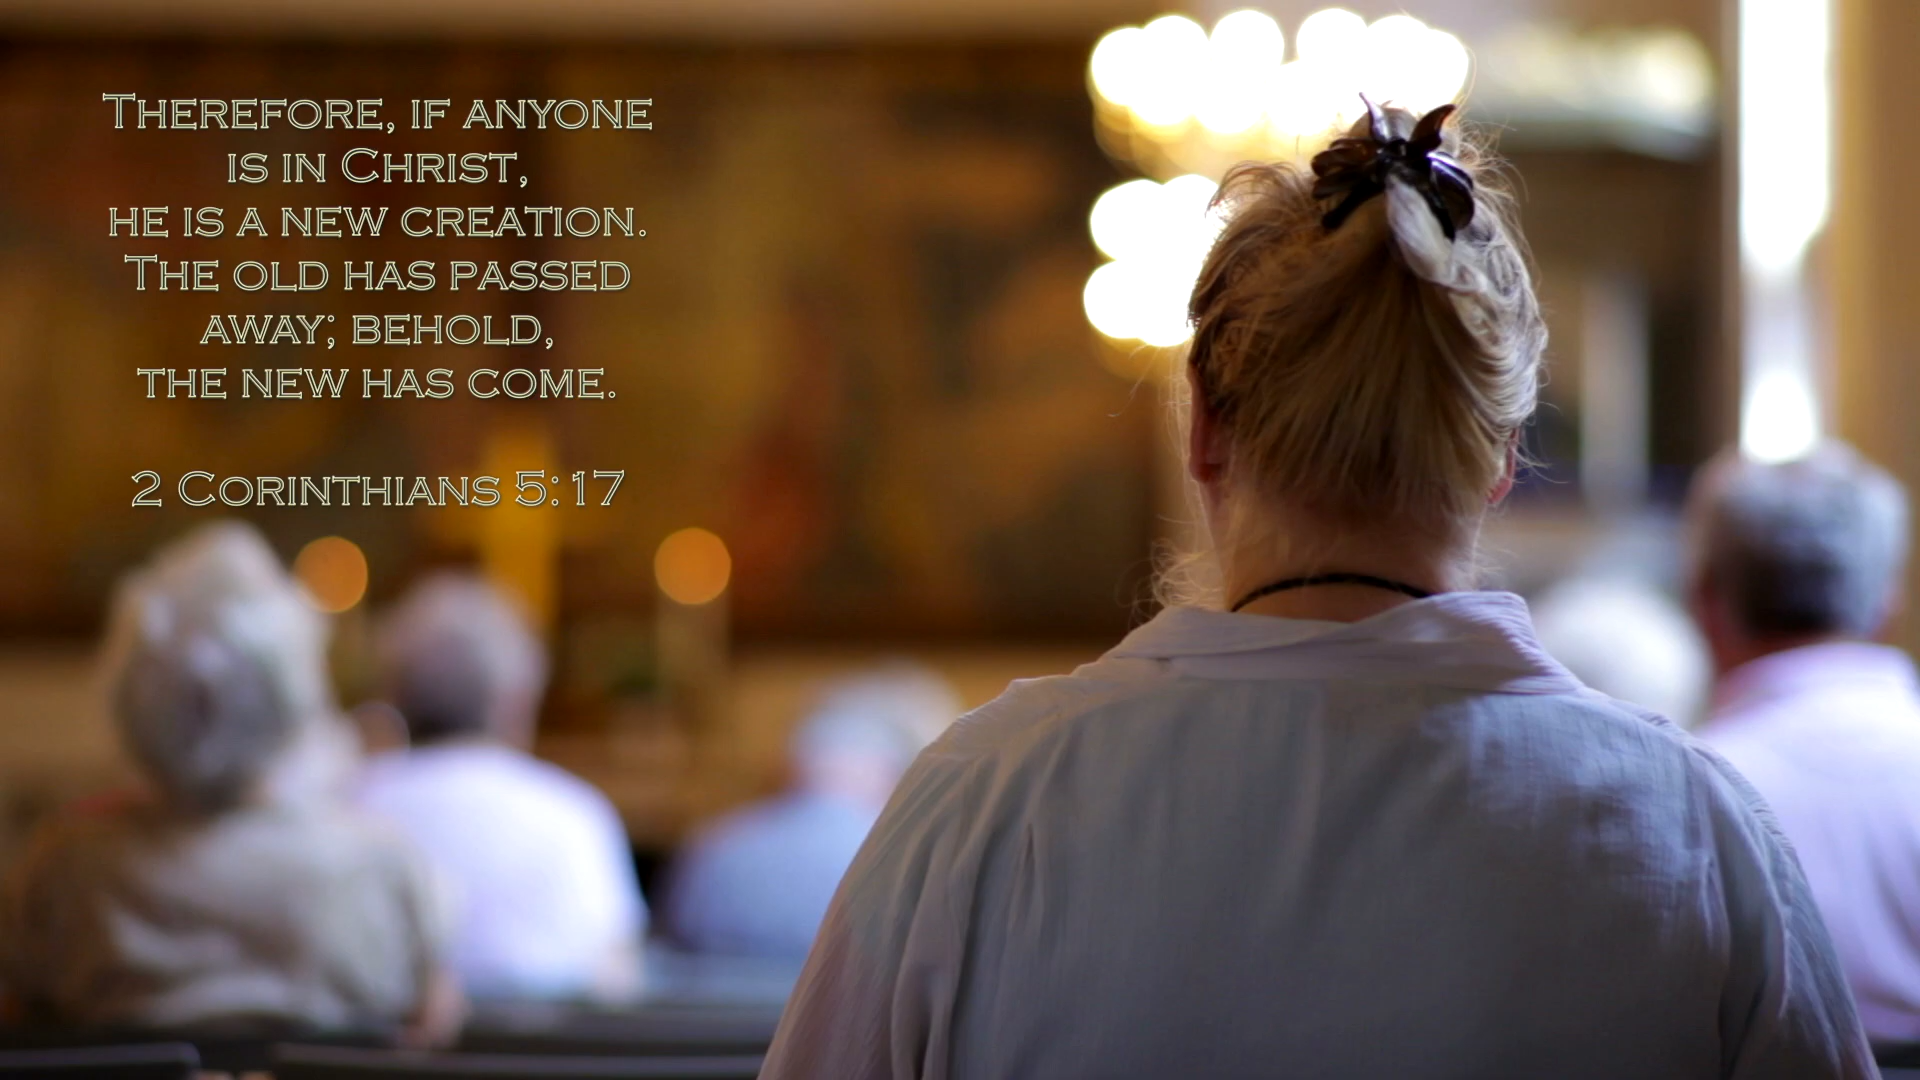 Therefore, if anyone
is in Christ,
he is a new creation.
The old has passed
away; behold,
the new has come.
2 Corinthians 5:17